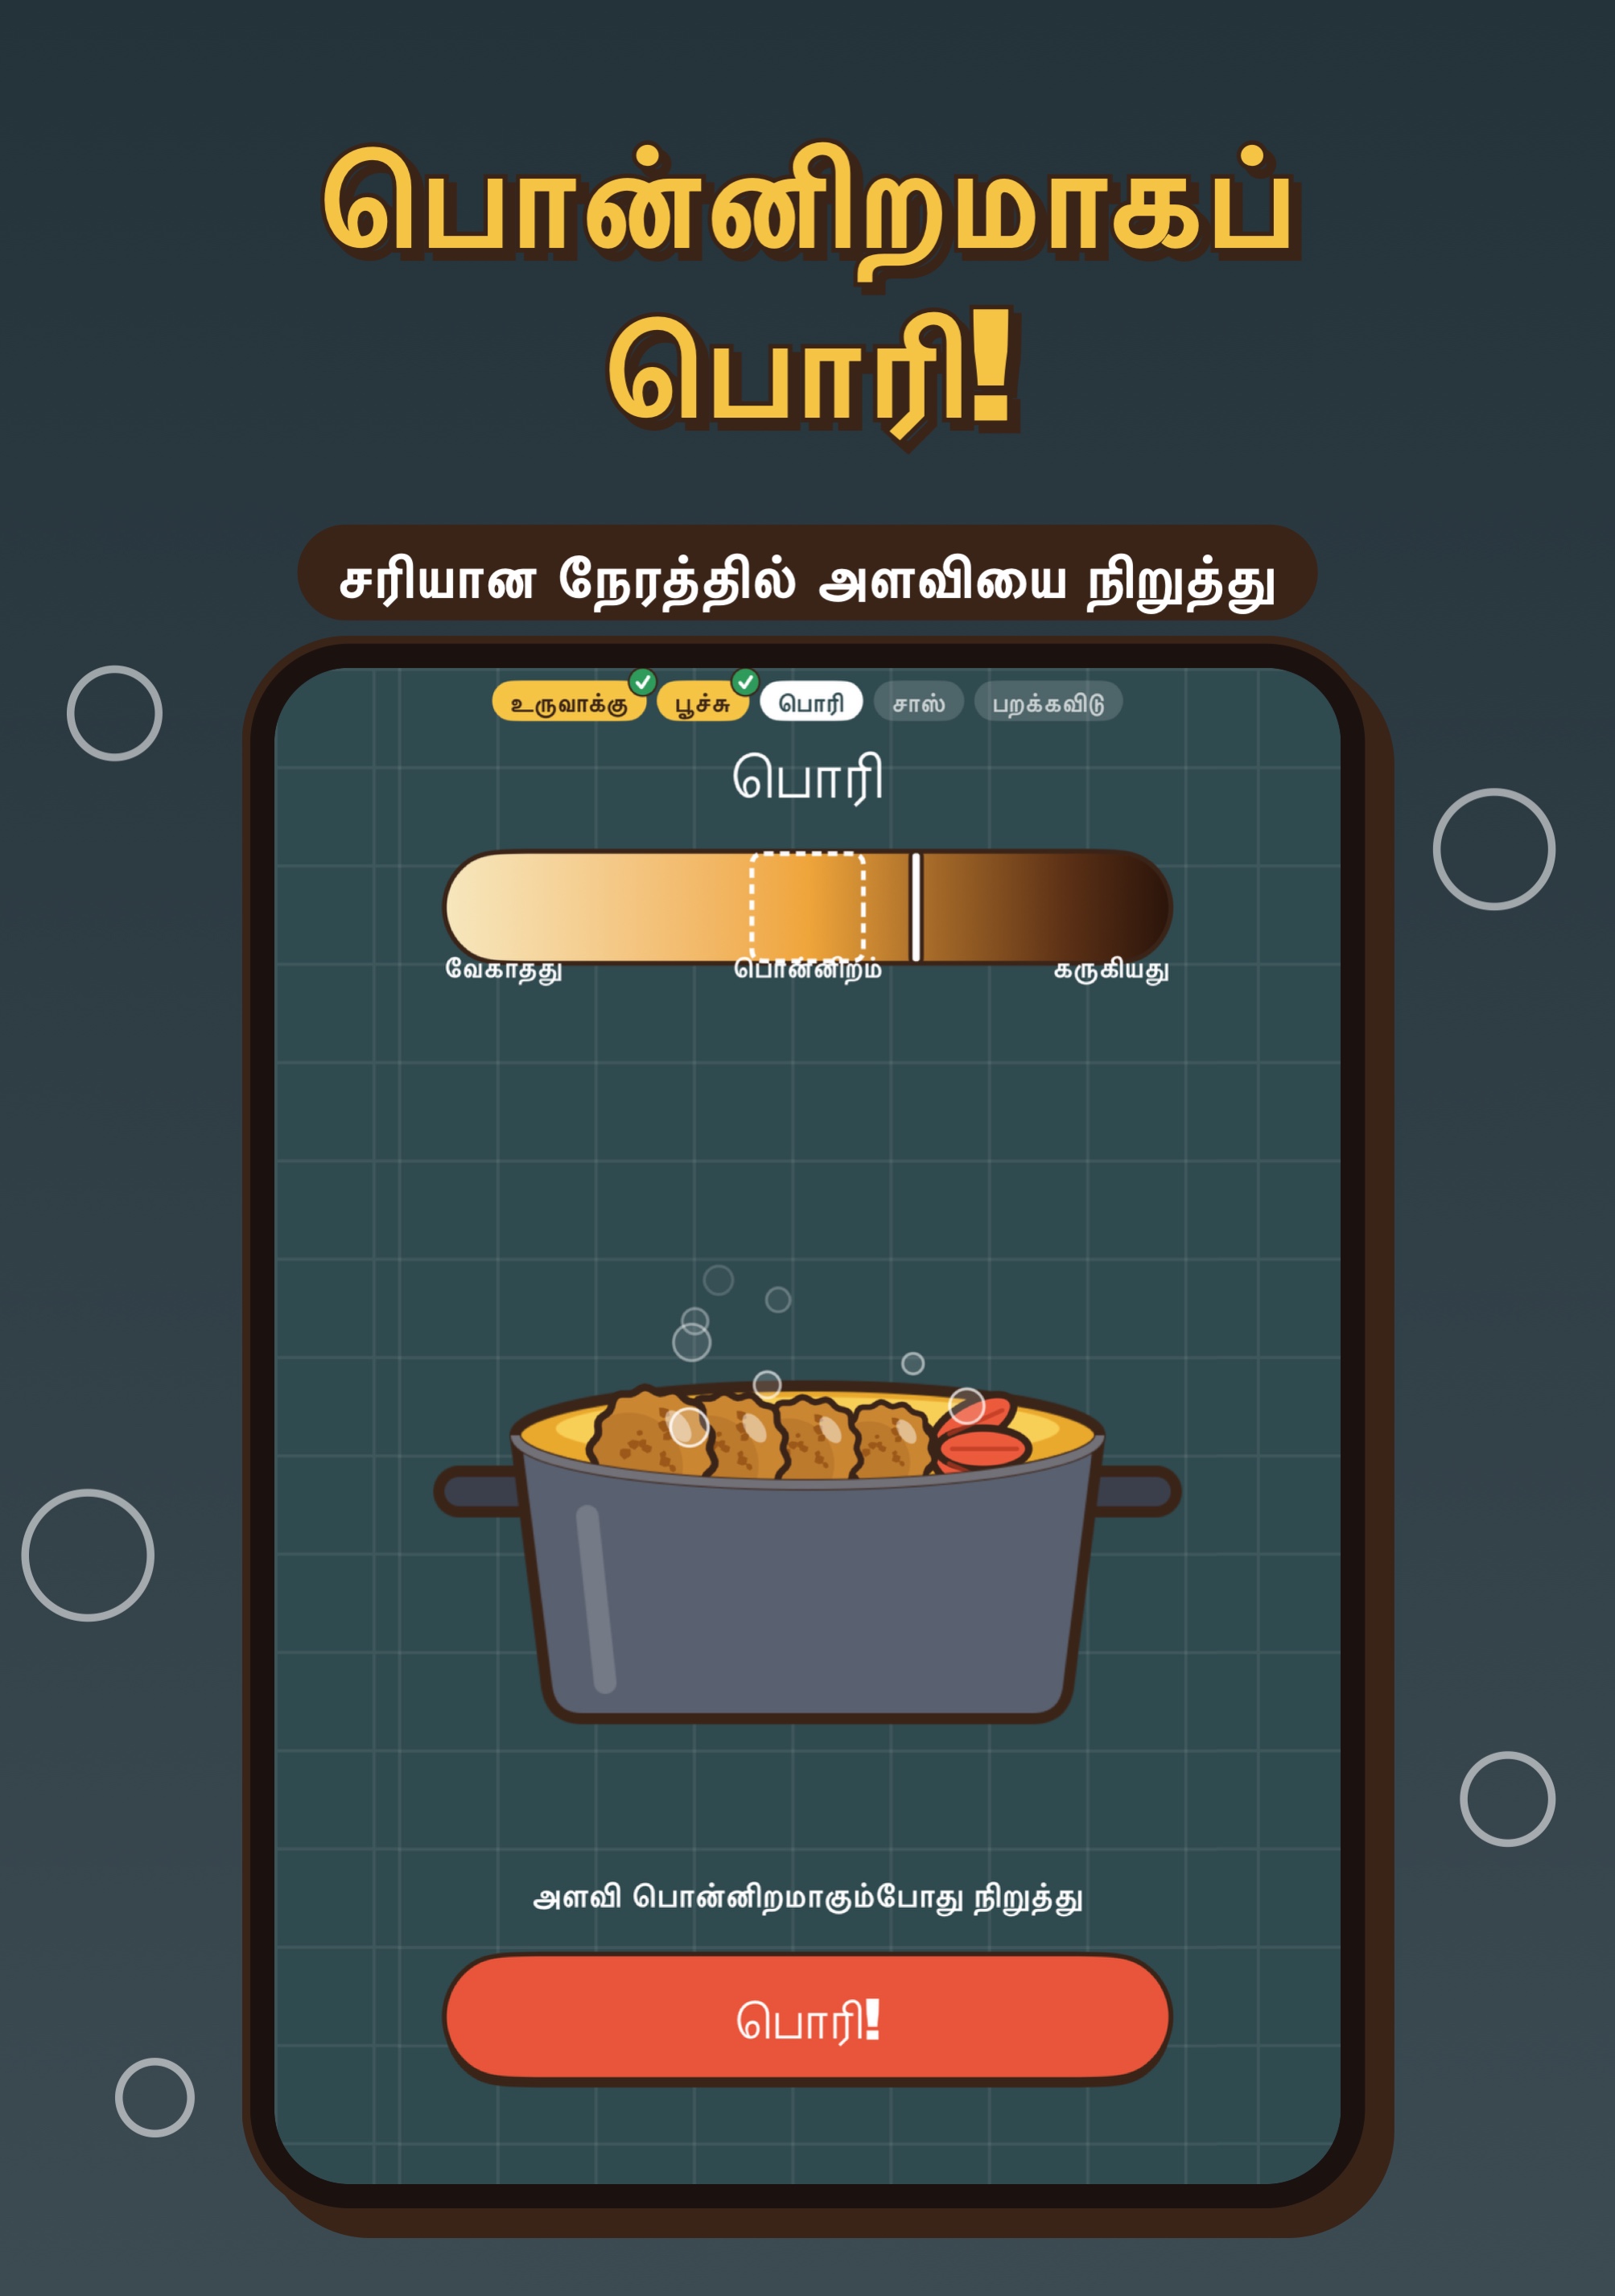 பொன்னிறமாகப்
பொரி!
சரியான நேரத்தில் அளவியை நிறுத்து
உருவாக்கு பூச்சு பொரி சாஸ் பறக்கவிடு
பொரி
வேகாதது பொன்னிறம் கருகியது
அளவி பொன்னிறமாகும்போது நிறுத்து
பொரி!